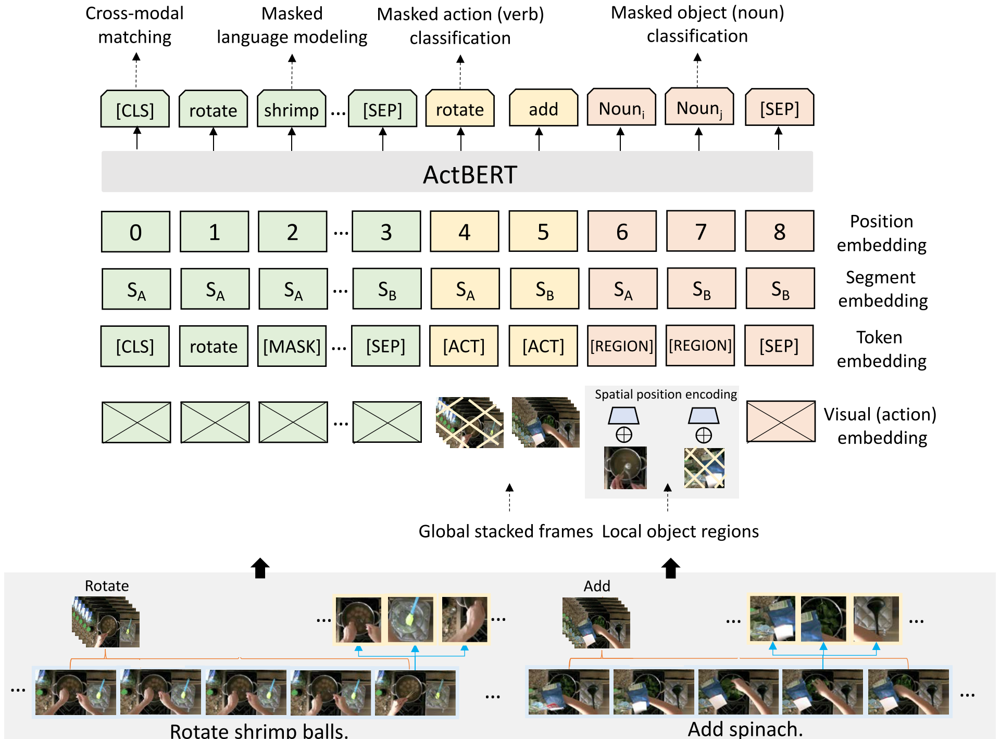 Cross-modal
matching
Masked
language modeling
Masked action (verb)
classification
Masked object (noun)
classification
[CLS] rotate shrimp ... [SEP] rotate add Noun_i Noun_j [SEP]
ActBERT
0 1 2 ... 3 4 5 6 7 8
Position
embedding
S_A S_A S_A ... S_B S_A S_B S_A S_B S_B
Segment
embedding
[CLS] rotate [MASK] ... [SEP] [ACT] [ACT] [REGION] [REGION] [SEP]
Token
embedding
Spatial position encoding
...
Visual (action)
embedding
Global stacked frames
Local object regions
Rotate
... ...
Add
... ...
... ... ...
Rotate shrimp balls.
Add spinach.